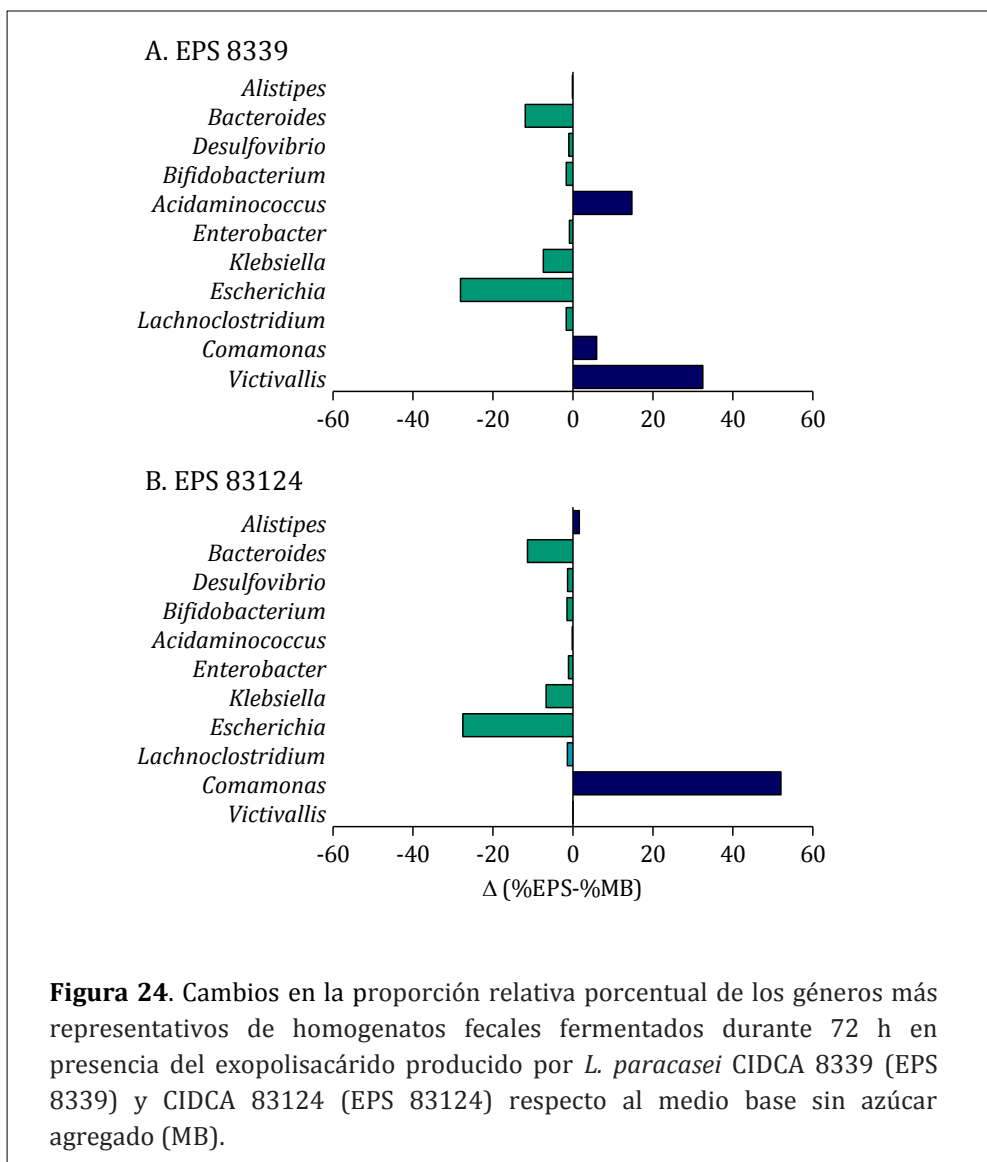 A. EPS 8339
Alistipes
Bacteroides
Desulfovibrio
Bifidobacterium
Acidaminococcus
Enterobacter
Klebsiella
Escherichia
Lachnoclostridium
Comamonas
Victivallis
-60 -40 -20 0 20 40 60
B. EPS 83124
Alistipes
Bacteroides
Desulfovibrio
Bifidobacterium
Acidaminococcus
Enterobacter
Klebsiella
Escherichia
Lachnoclostridium
Comamonas
Victivallis
-60 -40 -20 0 20 40 60
Δ (%EPS-%MB)
Figura 24. Cambios en la proporción relativa porcentual de los géneros más
representativos de homogenatos fecales fermentados durante 72 h en
presencia del exopolisacárido producido por L. paracasei CIDCA 8339 (EPS
8339) y CIDCA 83124 (EPS 83124) respecto al medio base sin azúcar
agregado (MB).